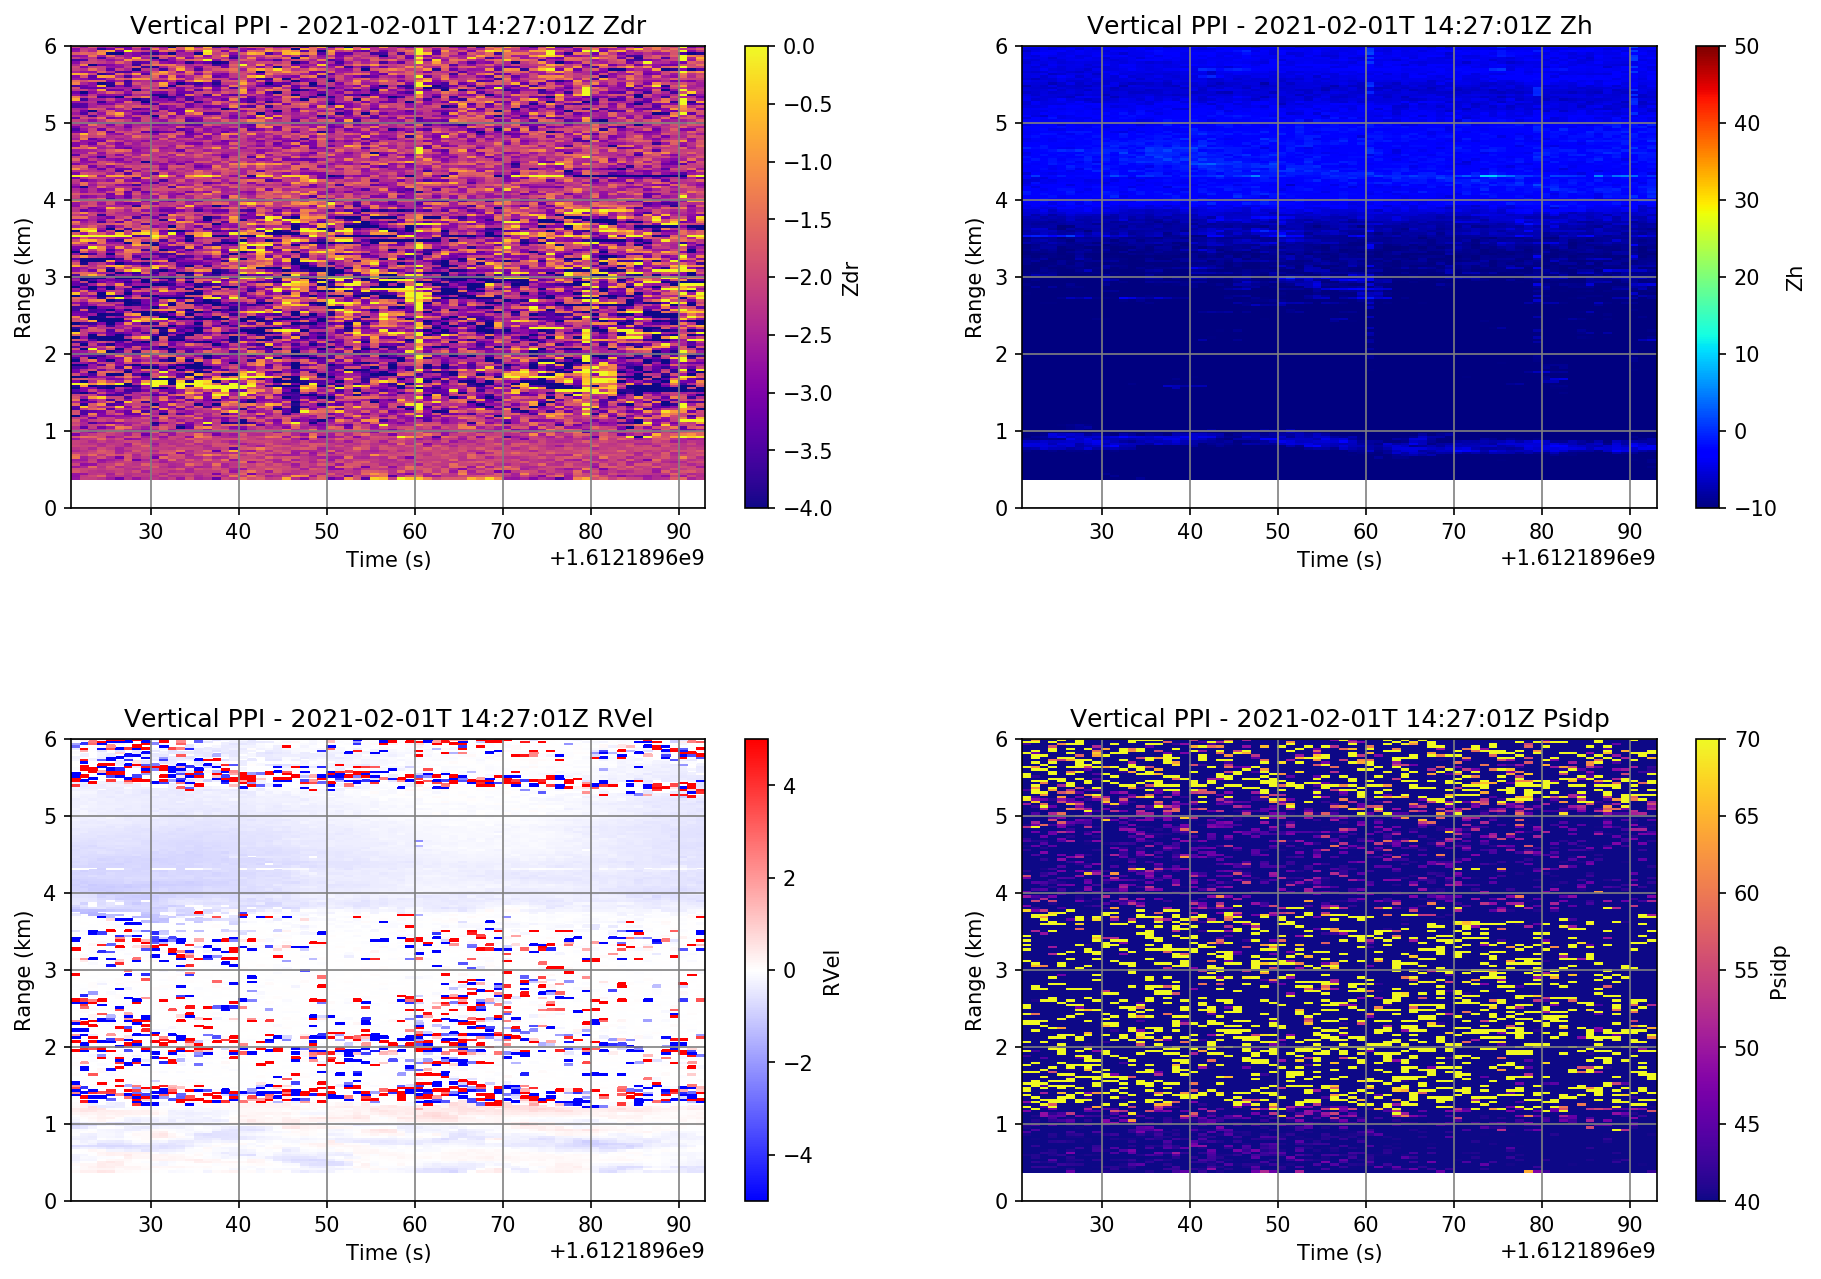 Vertical PPI - 2021-02-01T 14:27:01Z Zdr
6
5
4
3
2
1
0
Range (km)
30 40 50 60 70 80 90
Time (s)
+1.6121896e9
0.0
−0.5
−1.0
−1.5
−2.0
−2.5
−3.0
−3.5
−4.0
Zdr
Vertical PPI - 2021-02-01T 14:27:01Z Zh
6
5
4
3
2
1
0
Range (km)
30 40 50 60 70 80 90
Time (s)
+1.6121896e9
50
40
30
20
10
0
−10
Zh
Vertical PPI - 2021-02-01T 14:27:01Z RVel
6
5
4
3
2
1
0
Range (km)
30 40 50 60 70 80 90
Time (s)
+1.6121896e9
4
2
0
−2
−4
RVel
Vertical PPI - 2021-02-01T 14:27:01Z Psidp
6
5
4
3
2
1
0
Range (km)
30 40 50 60 70 80 90
Time (s)
+1.6121896e9
70
65
60
55
50
45
40
Psidp